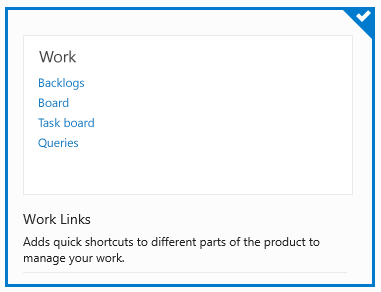 Work
Backlogs
Board
Task board
Queries
Work Links
Adds quick shortcuts to different parts of the product to
manage your work.